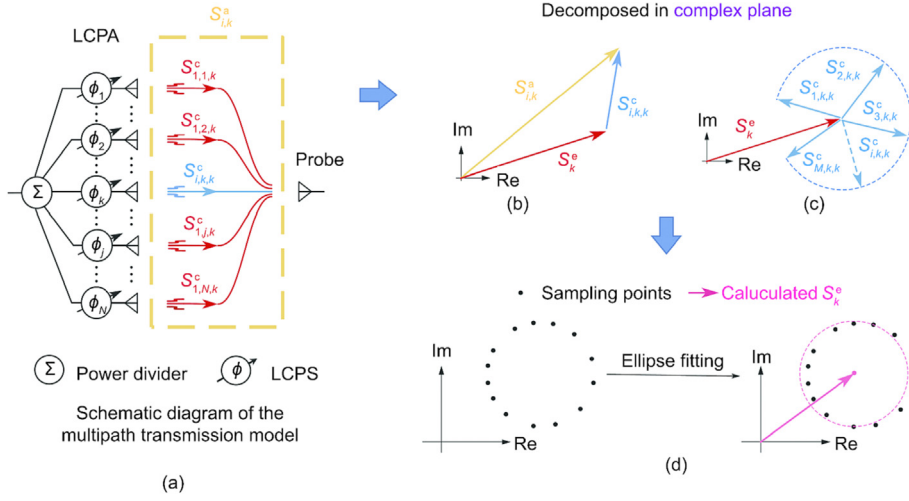 S^a_{i,k}
LCPA
ϕ_1
ϕ_2
ϕ_k
ϕ_j
ϕ_N
Σ
S^c_{1,1,k}
S^c_{1,2,k}
S^c_{i,k,k}
S^c_{1,j,k}
S^c_{1,N,k}
Probe
Σ Power divider
ϕ LCPS
Schematic diagram of the
multipath transmission model
(a)
Decomposed in complex plane
S^a_{i,k}
S^c_{i,k,k}
S^e_k
Im
Re
(b)
S^c_{2,k,k}
S^c_{1,k,k}
S^c_{3,k,k}
S^c_{i,k,k}
S^c_{M,k,k}
S^e_k
Im
Re
(c)
Sampling points
Caluculated S^e_k
Im
Re
Ellipse fitting
Im
Re
(d)